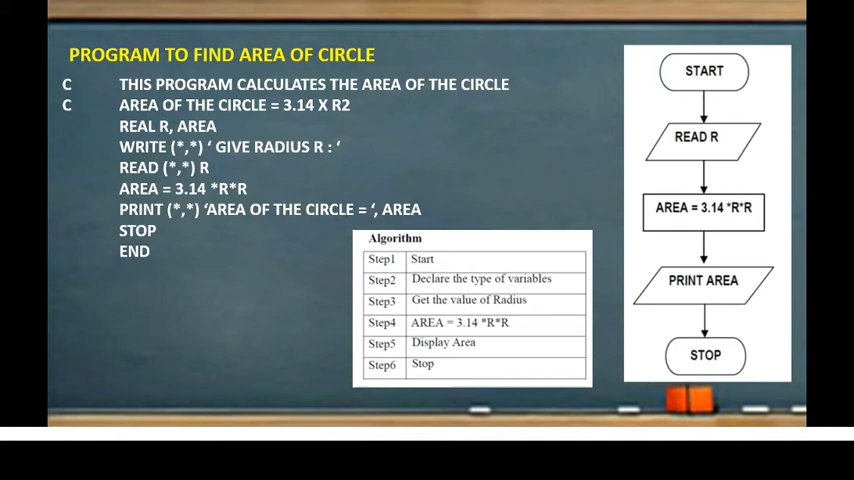 PROGRAM TO FIND AREA OF CIRCLE
C THIS PROGRAM CALCULATES THE AREA OF THE CIRCLE
C AREA OF THE CIRCLE = 3.14 X R2
REAL R, AREA
WRITE (*,*) ‘ GIVE RADIUS R : ‘
READ (*,*) R
AREA = 3.14 *R*R
PRINT (*,*) ‘AREA OF THE CIRCLE = ‘, AREA
STOP
END
Algorithm
Step1 Start
Step2 Declare the type of variables
Step3 Get the value of Radius
Step4 AREA = 3.14 *R*R
Step5 Display Area
Step6 Stop
START
READ R
AREA = 3.14 *R*R
PRINT AREA
STOP